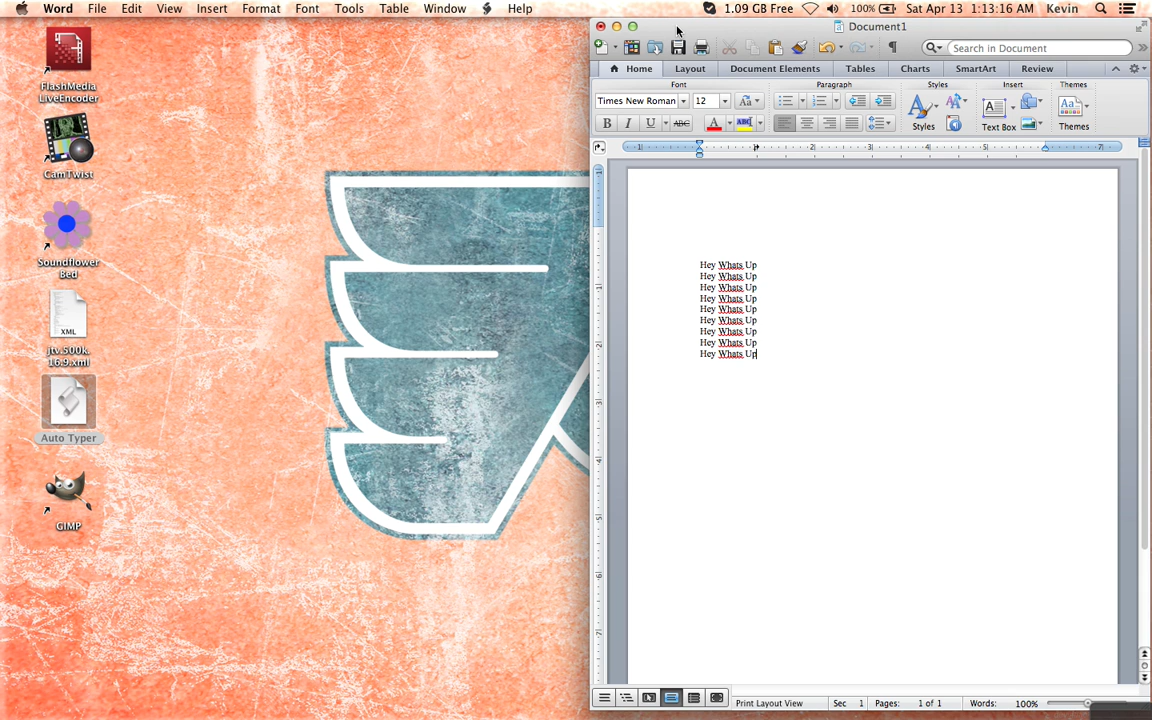 Word File Edit View Insert Format Font Tools Table Window Help 1.09 GB Free 100% Sat Apr 13 1:13:16 AM Kevin
FlashMedia
LiveEncoder
CamTwist
Soundflower
Bed
XML
jtv.500k.
16.9.xml
Auto Typer
GIMP
Document1
Search in Document
Home Layout Document Elements Tables Charts SmartArt Review
Font Paragraph Styles Insert Themes
Times New Roman 12 Aa
B I U ABC A ABC Styles Text Box Themes
Hey Whats Up
Hey Whats Up
Hey Whats Up
Hey Whats Up
Hey Whats Up
Hey Whats Up
Hey Whats Up
Hey Whats Up
Hey Whats Up
Print Layout View Sec 1 Pages: 1 of 1 Words: 100%